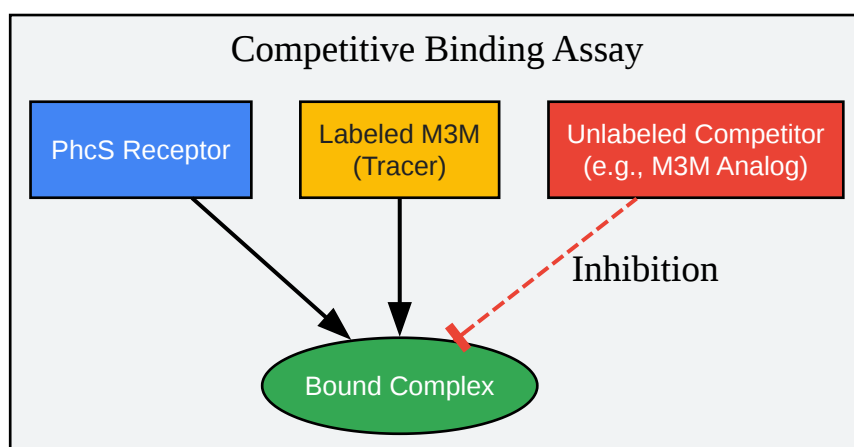 Competitive Binding Assay
PhcS Receptor
Labeled M3M
(Tracer)
Unlabeled Competitor
(e.g., M3M Analog)
Inhibition
Bound Complex